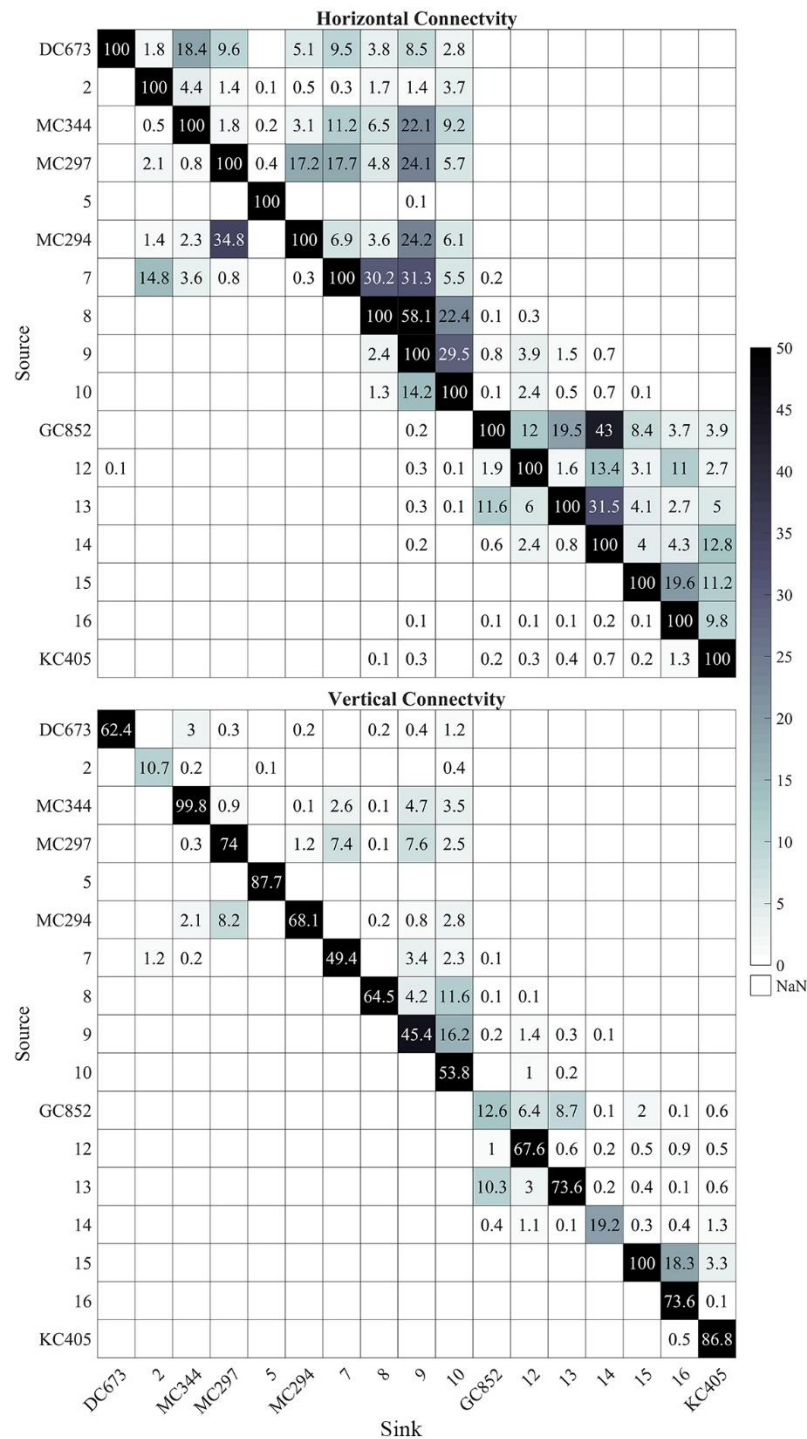 Horizontal Connectvity
DC673 100 1.8 18.4 9.6 5.1 9.5 3.8 8.5 2.8
2 100 4.4 1.4 0.1 0.5 0.3 1.7 1.4 3.7
MC344 0.5 100 1.8 0.2 3.1 11.2 6.5 22.1 9.2
MC297 2.1 0.8 100 0.4 17.2 17.7 4.8 24.1 5.7
5 100 0.1
MC294 1.4 2.3 34.8 100 6.9 3.6 24.2 6.1
7 14.8 3.6 0.8 0.3 100 30.2 31.3 5.5 0.2
8 100 58.1 22.4 0.1 0.3
9 2.4 100 29.5 0.8 3.9 1.5 0.7
10 1.3 14.2 100 0.1 2.4 0.5 0.7 0.1
GC852 0.2 100 12 19.5 43 8.4 3.7 3.9
12 0.1 0.3 0.1 1.9 100 1.6 13.4 3.1 11 2.7
13 0.3 0.1 11.6 6 100 31.5 4.1 2.7 5
14 0.2 0.6 2.4 0.8 100 4 4.3 12.8
15 100 19.6 11.2
16 0.1 0.1 0.1 0.1 0.2 0.1 100 9.8
KC405 0.1 0.3 0.2 0.3 0.4 0.7 0.2 1.3 100
Source
Vertical Connectvity
DC673 62.4 3 0.3 0.2 0.2 0.4 1.2
2 10.7 0.2 0.1 0.4
MC344 99.8 0.9 0.1 2.6 0.1 4.7 3.5
MC297 0.3 74 1.2 7.4 0.1 7.6 2.5
5 87.7
MC294 2.1 8.2 68.1 0.2 0.8 2.8
7 1.2 0.2 49.4 3.4 2.3 0.1
8 64.5 4.2 11.6 0.1 0.1
9 45.4 16.2 0.2 1.4 0.3 0.1
10 53.8 1 0.2
GC852 12.6 6.4 8.7 0.1 2 0.1 0.6
12 1 67.6 0.6 0.2 0.5 0.9 0.5
13 10.3 3 73.6 0.2 0.4 0.1 0.6
14 0.4 1.1 0.1 19.2 0.3 0.4 1.3
15 100 18.3 3.3
16 73.6 0.1
KC405 0.5 86.8
Source
DC673 2 MC344 MC297 5 MC294 7 8 9 10 GC852 12 13 14 15 16 KC405
Sink
50
45
40
35
30
25
20
15
10
5
0
NaN